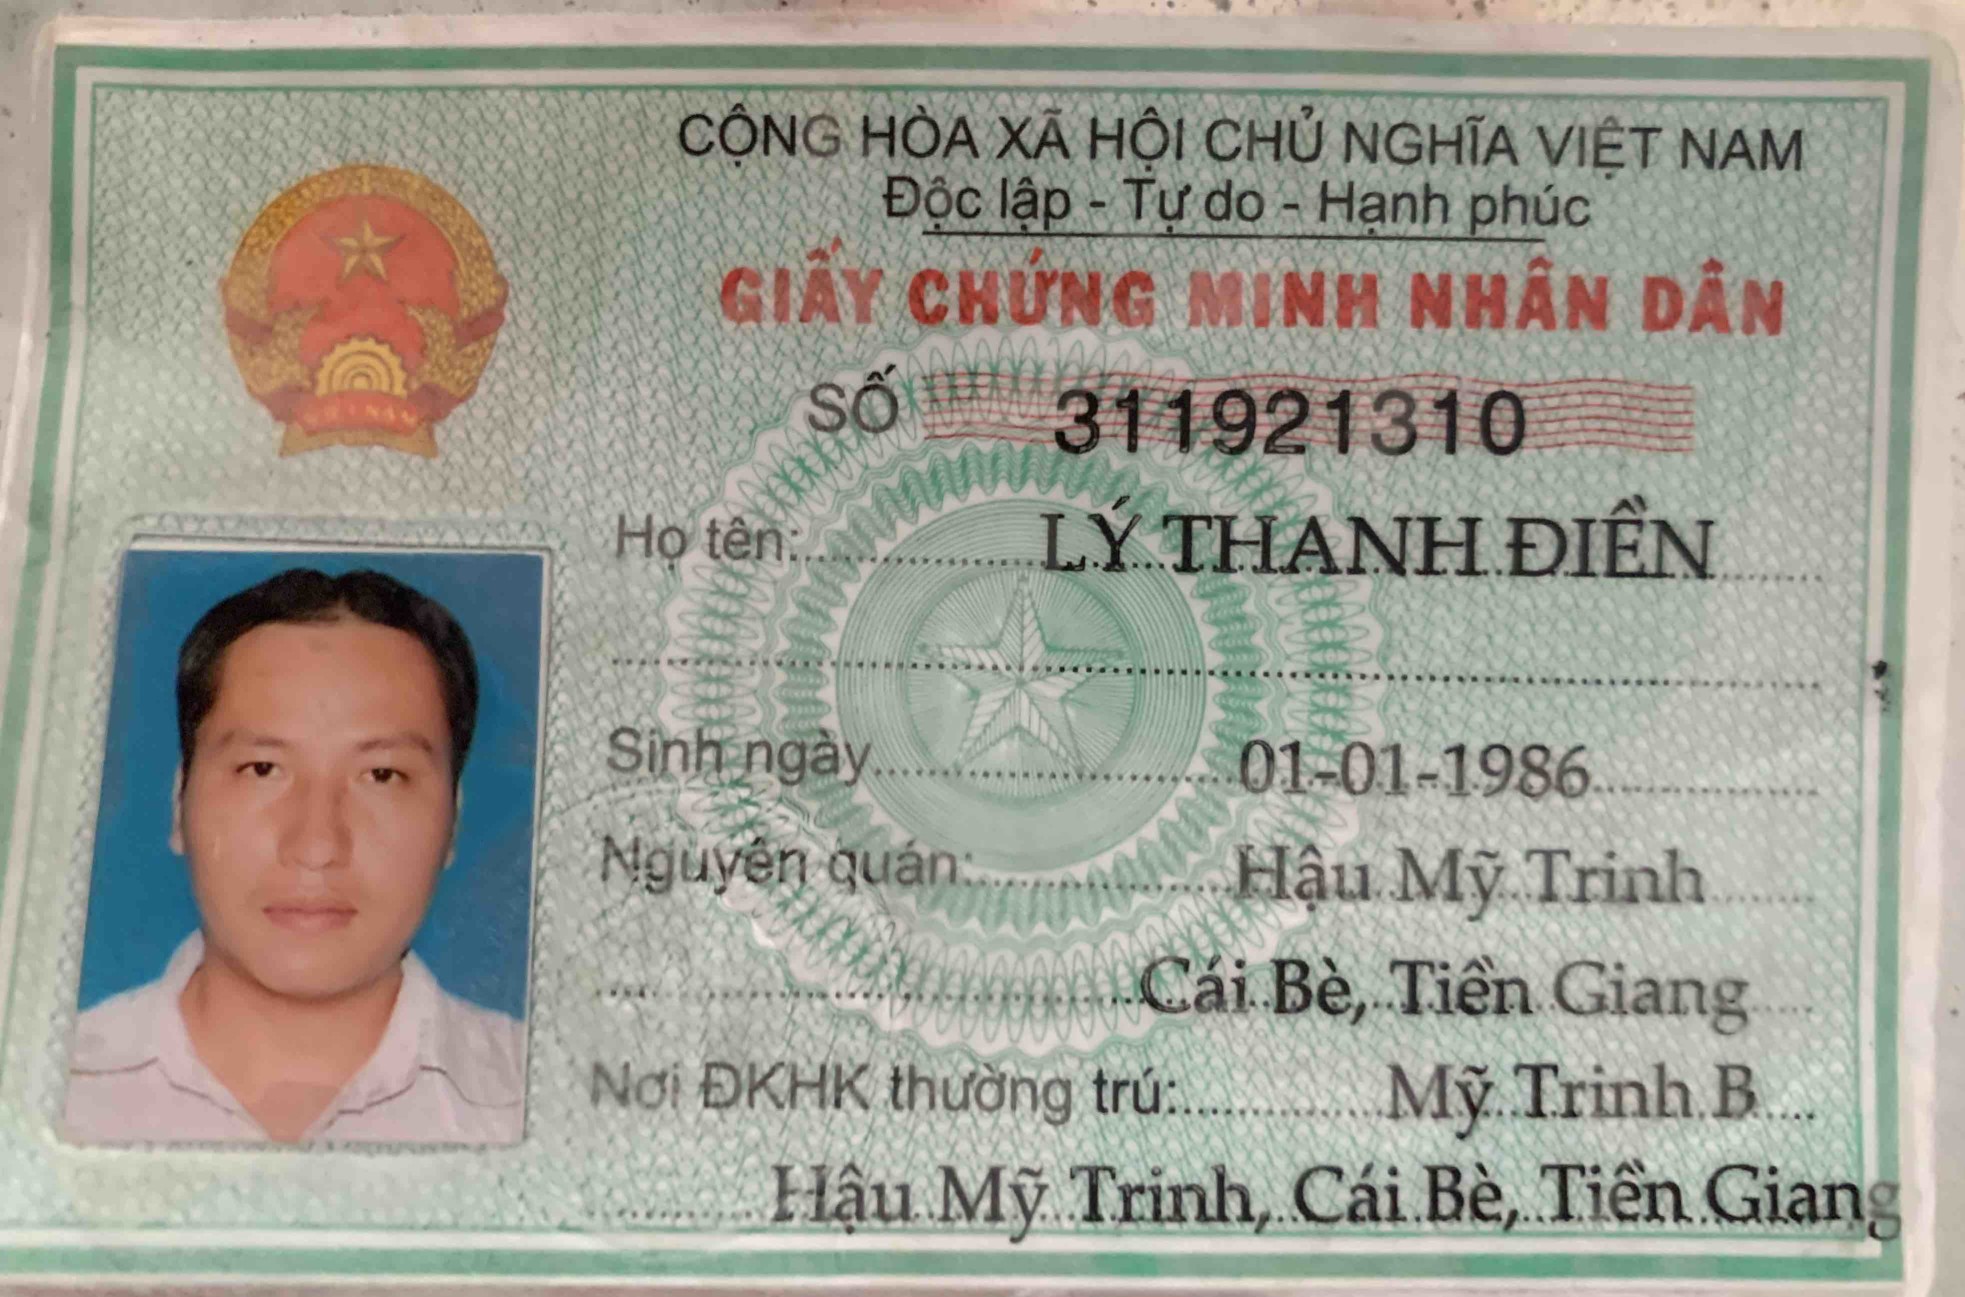 CỘNG HÒA XÃ HỘI CHỦ NGHĨA VIỆT NAM
Độc lập - Tự do - Hạnh phúc
GIẤY CHỨNG MINH NHÂN DÂN
SỐ 311921310
VIỆT NAM
Họ tên: LÝ THANH ĐIỀN
Sinh ngày 01-01-1986
Nguyên quán: Hậu Mỹ Trinh
Cái Bè, Tiền Giang
Nơi ĐKHK thường trú: Mỹ Trinh B
Hậu Mỹ Trinh, Cái Bè, Tiền Giang